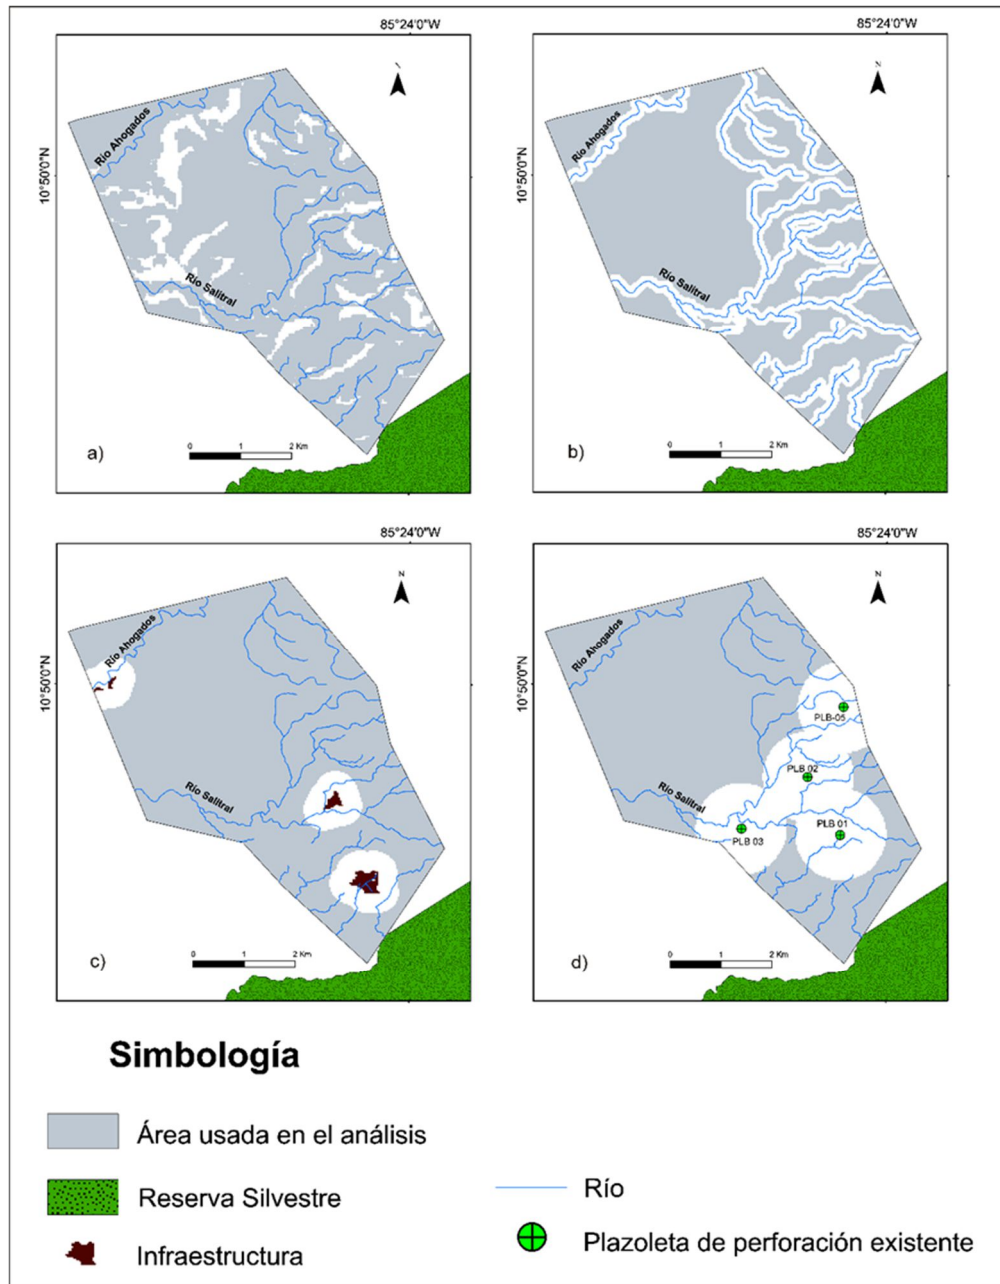 85°24'0"W
85°24'0"W
N
N
10°50'0"N
10°50'0"N
Río Ahogados
Río Ahogados
Río Salitral
Río Salitral
0 1 2 Km
0 1 2 Km
a)
b)
85°24'0"W
85°24'0"W
N
N
10°50'0"N
10°50'0"N
Río Ahogados
Río Ahogados
PLB-05
PLB 02
Río Salitral
Río Salitral
PLB 03
PLB 01
0 1 2 Km
0 1 2 Km
c)
d)
Simbología
Área usada en el análisis
Reserva Silvestre
Río
Infraestructura
Plazoleta de perforación existente